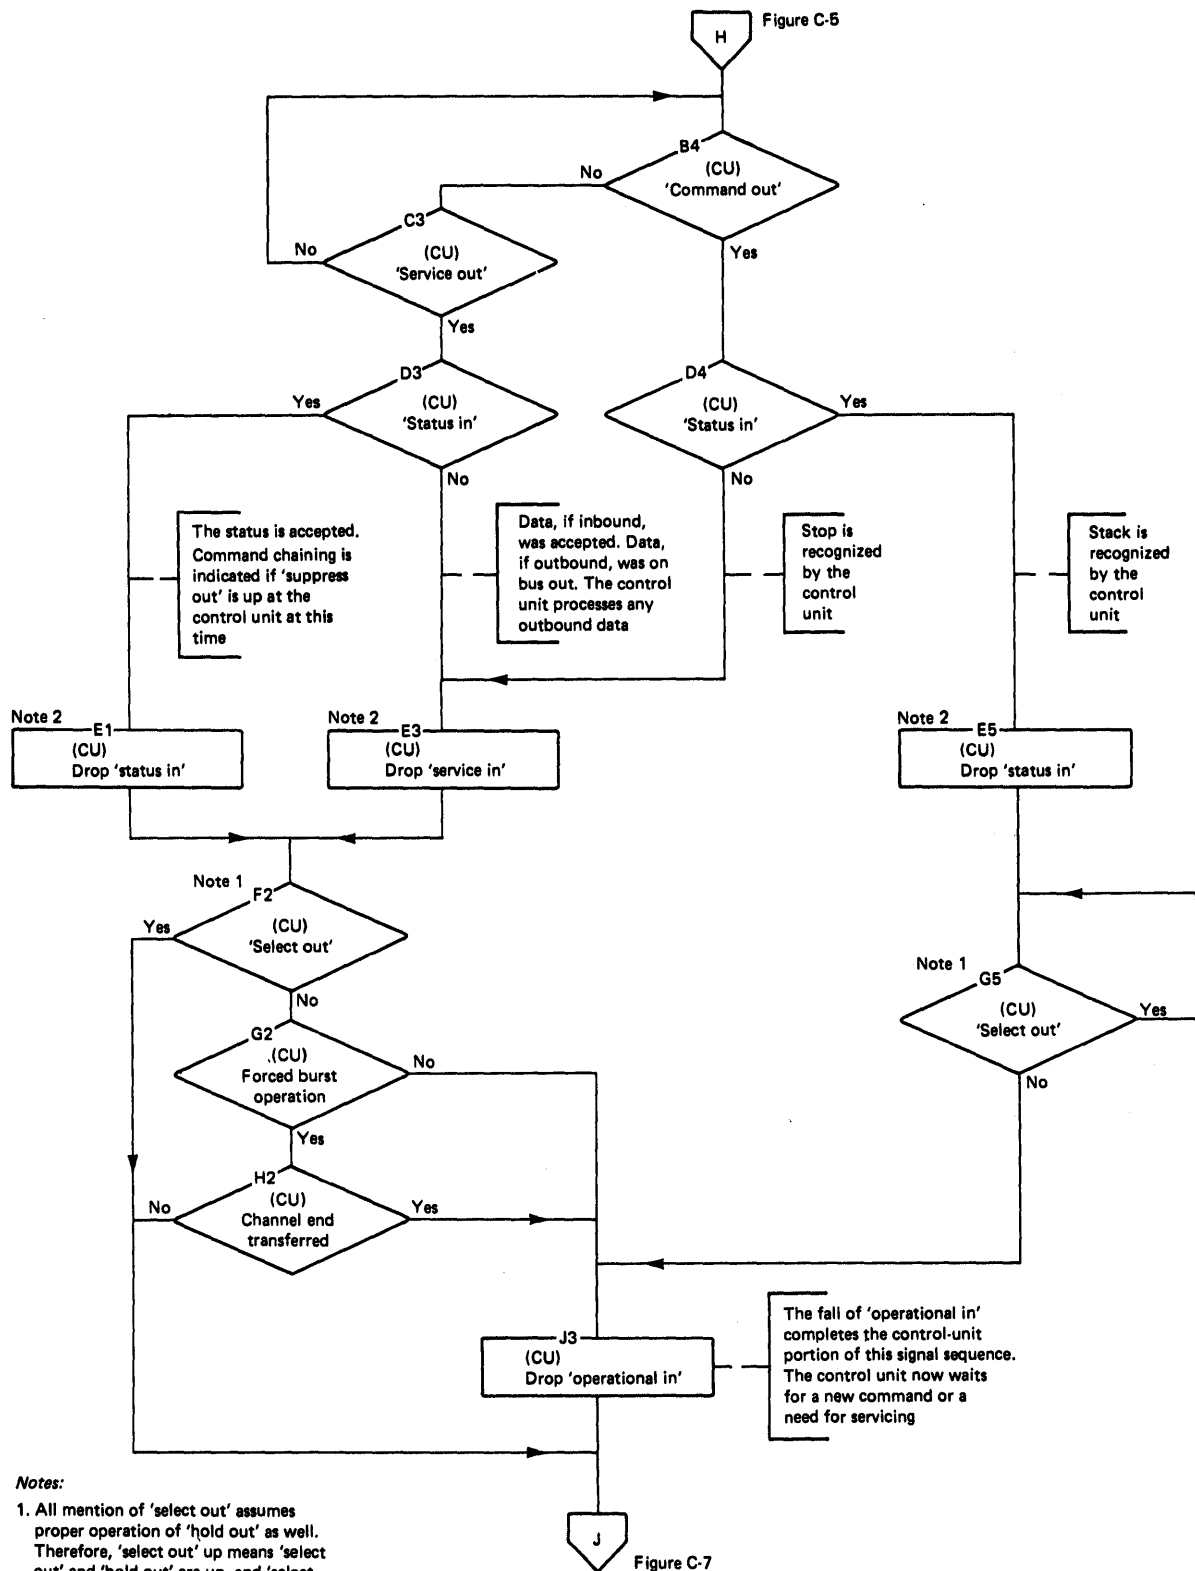 Figure C-5
H
B4
(CU)
'Command out'
No
Yes
C3
(CU)
'Service out'
No
Yes
D3
(CU)
'Status in'
Yes
No
D4
(CU)
'Status in'
Yes
No
The status is accepted.
Command chaining is
indicated if 'suppress
out' is up at the
control unit at this
time
Data, if inbound,
was accepted. Data,
if outbound, was on
bus out. The control
unit processes any
outbound data
Stop is
recognized
by the
control
unit
Stack is
recognized
by the
control
unit
Note 2
E1
(CU)
Drop 'status in'
Note 2
E3
(CU)
Drop 'service in'
Note 2
E5
(CU)
Drop 'status in'
Note 1
F2
(CU)
'Select out'
Yes
No
Note 1
G5
(CU)
'Select out'
Yes
No
G2
(CU)
Forced burst
operation
No
Yes
H2
(CU)
Channel end
transferred
No
Yes
J3
(CU)
Drop 'operational in'
The fall of 'operational in'
completes the control-unit
portion of this signal sequence.
The control unit now waits
for a new command or a
need for servicing
Notes:
1. All mention of 'select out' assumes
proper operation of 'hold out' as well.
Therefore, 'select out' up means 'select
out' and 'hold out' are up, and 'select
J
Figure C-7